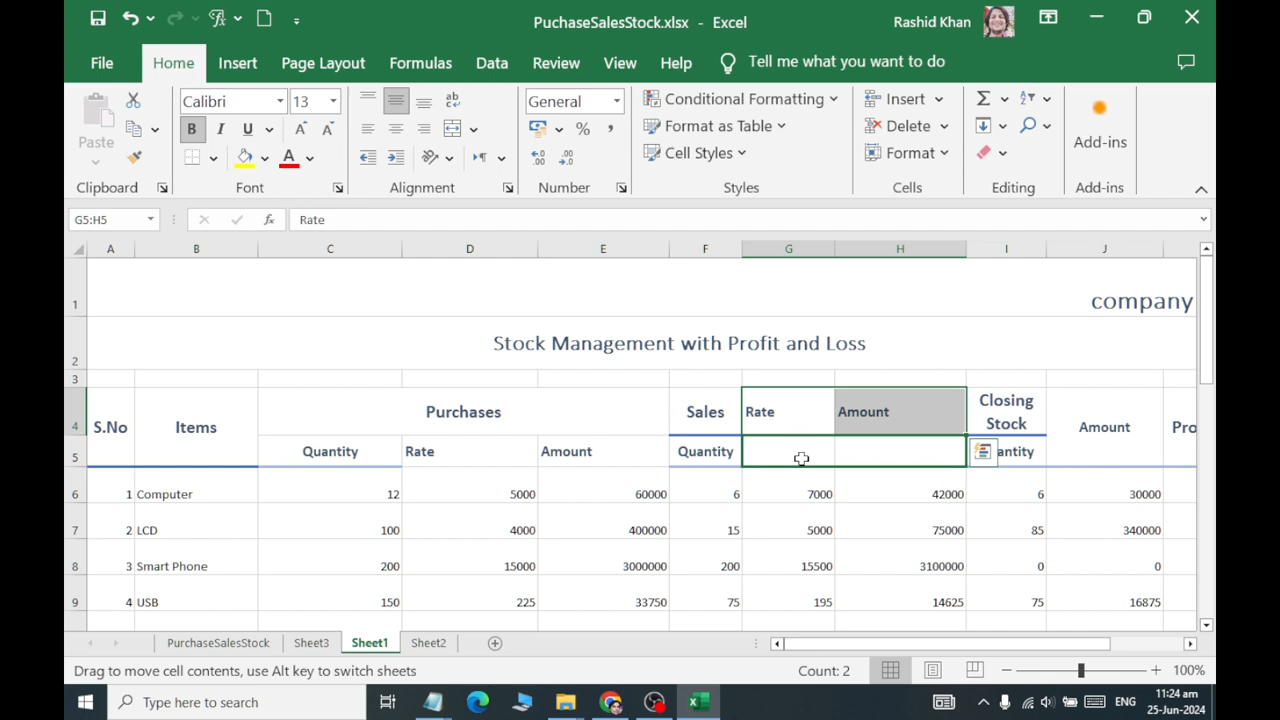 PuchaseSalesStock.xlsx - Excel
Rashid Khan
File Home Insert Page Layout Formulas Data Review View Help Tell me what you want to do
Calibri 13
General
Conditional Formatting
Insert
Paste
B I U
Format as Table
Delete
Add-ins
Cell Styles
Format
Clipboard Font Alignment Number Styles Cells Editing Add-ins
G5:H5 fx Rate
A B C D E F G H I J
1 company
2 Stock Management with Profit and Loss
3
4 S.No Items Purchases Sales Rate Amount Closing Stock Amount Pro
5 Quantity Rate Amount Quantity antity
6 1 Computer 12 5000 60000 6 7000 42000 6 30000
7 2 LCD 100 4000 400000 15 5000 75000 85 340000
8 3 Smart Phone 200 15000 3000000 200 15500 3100000 0 0
9 4 USB 150 225 33750 75 195 14625 75 16875
PurchaseSalesStock Sheet3 Sheet1 Sheet2
Drag to move cell contents, use Alt key to switch sheets Count: 2 100%
Type here to search
ENG
11:24 am
25-Jun-2024